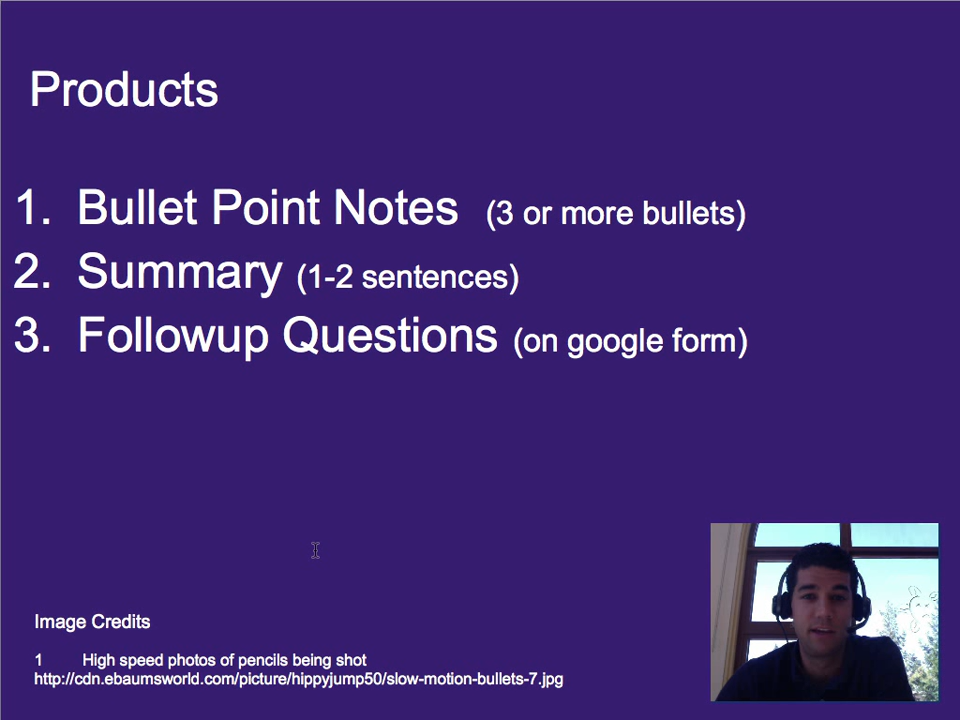 Products
1. Bullet Point Notes (3 or more bullets)
2. Summary (1-2 sentences)
3. Followup Questions (on google form)
Image Credits
1 High speed photos of pencils being shot
http://cdn.ebaumsworld.com/picture/hippyjump50/slow-motion-bullets-7.jpg